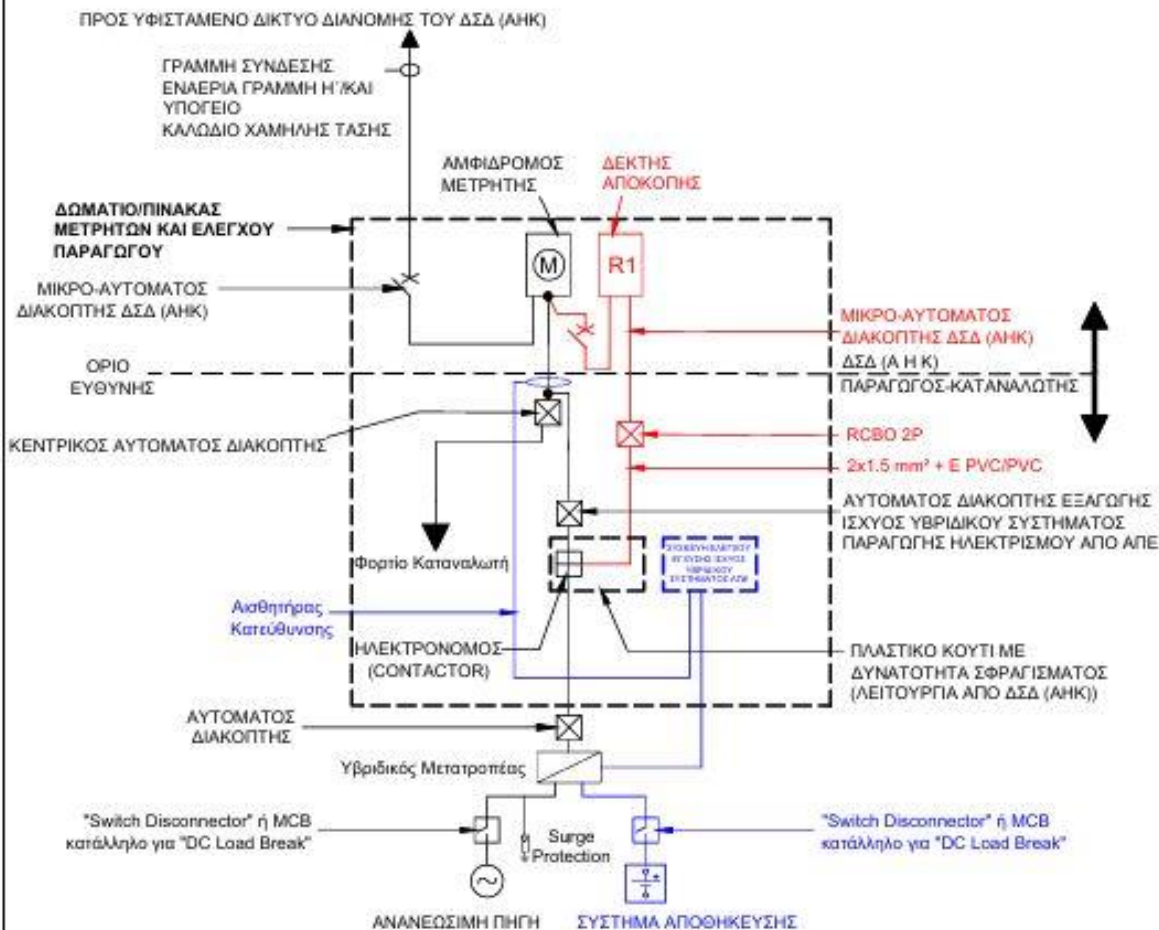 ΠΡΟΣ ΥΦΙΣΤΑΜΕΝΟ ΔΙΚΤΥΟ ΔΙΑΝΟΜΗΣ ΤΟΥ ΔΣΔ (ΑΗΚ)
ΓΡΑΜΜΗ ΣΥΝΔΕΣΗΣ
ΕΝΑΕΡΙΑ ΓΡΑΜΜΗ Η΄/ΚΑΙ
ΥΠΟΓΕΙΟ
ΚΑΛΩΔΙΟ ΧΑΜΗΛΗΣ ΤΑΣΗΣ
ΑΜΦΙΔΡΟΜΟΣ
ΜΕΤΡΗΤΗΣ
ΔΕΚΤΗΣ
ΑΠΟΚΟΠΗΣ
ΔΩΜΑΤΙΟ/ΠΙΝΑΚΑΣ
ΜΕΤΡΗΤΩΝ ΚΑΙ ΕΛΕΓΧΟΥ
ΠΑΡΑΓΩΓΟΥ
M
R1
ΜΙΚΡΟ-ΑΥΤΟΜΑΤΟΣ
ΔΙΑΚΟΠΤΗΣ ΔΣΔ (ΑΗΚ)
ΜΙΚΡΟ-ΑΥΤΟΜΑΤΟΣ
ΔΙΑΚΟΠΤΗΣ ΔΣΔ (ΑΗΚ)
ΟΡΙΟ
ΕΥΘΥΝΗΣ
ΔΣΔ (Α Η Κ)
ΠΑΡΑΓΩΓΟΣ-ΚΑΤΑΝΑΛΩΤΗΣ
ΚΕΝΤΡΙΚΟΣ ΑΥΤΟΜΑΤΟΣ ΔΙΑΚΟΠΤΗΣ
RCBO 2P
2x1.5 mm² + E PVC/PVC
ΑΥΤΟΜΑΤΟΣ ΔΙΑΚΟΠΤΗΣ ΕΞΑΓΩΓΗΣ
ΙΣΧΥΟΣ ΥΒΡΙΔΙΚΟΥ ΣΥΣΤΗΜΑΤΟΣ
ΠΑΡΑΓΩΓΗΣ ΗΛΕΚΤΡΙΣΜΟΥ ΑΠΟ ΑΠΕ
Φορτίο Καταναλωτή
ΙΣΧΥΟΣ
ΥΒΡΙΔΙΚΟΥ
ΣΥΣΤΗΜΑΤΟΣ ΑΠΕ
Αισθητήρας
Κατεύθυνσης
ΗΛΕΚΤΡΟΝΟΜΟΣ
(CONTACTOR)
ΠΛΑΣΤΙΚΟ ΚΟΥΤΙ ΜΕ
ΔΥΝΑΤΟΤΗΤΑ ΣΦΡΑΓΙΣΜΑΤΟΣ
(ΛΕΙΤΟΥΡΓΙΑ ΑΠΟ ΔΣΔ (ΑΗΚ))
ΑΥΤΟΜΑΤΟΣ
ΔΙΑΚΟΠΤΗΣ
Υβριδικός Μετατροπέας
"Switch Disconnector" ή MCB
κατάλληλο για "DC Load Break"
Surge
Protection
"Switch Disconnector" ή MCB
κατάλληλο για "DC Load Break"
ΑΝΑΝΕΩΣΙΜΗ ΠΗΓΗ
ΣΥΣΤΗΜΑ ΑΠΟΘΗΚΕΥΣΗΣ